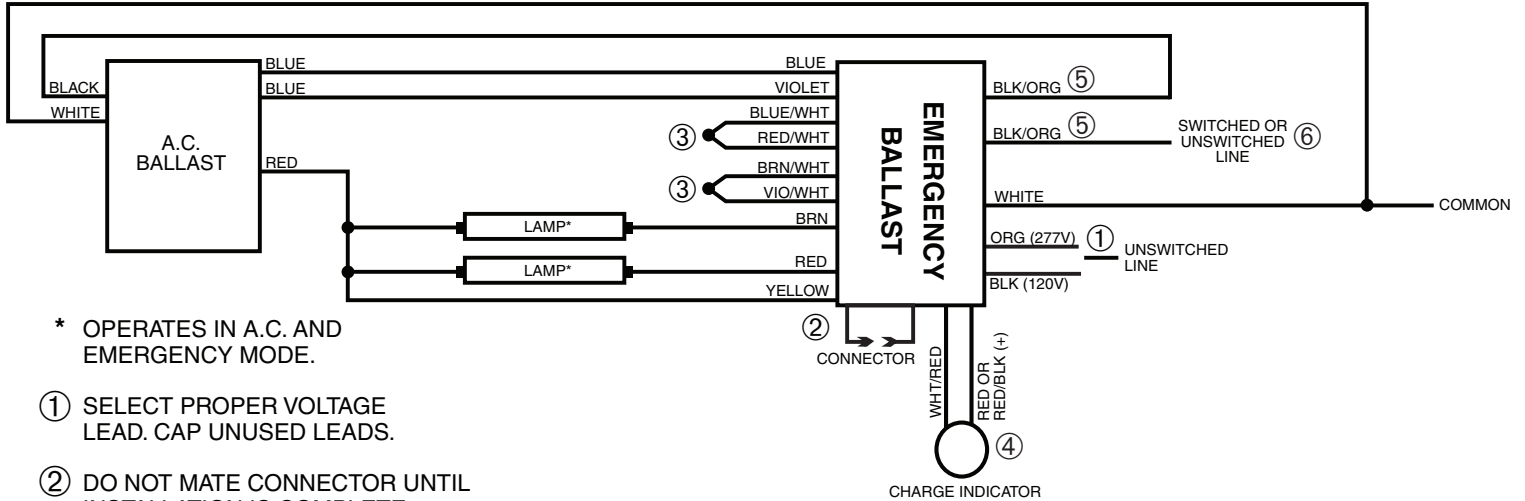 BLUE
BLUE
BLACK
BLUE
VIOLET
BLK/ORG ⑤
WHITE
BLUE/WHT
③
RED/WHT
BLK/ORG ⑤
SWITCHED OR
UNSWITCHED ⑥
LINE
A.C.
BALLAST
RED
BRN/WHT
③
VIO/WHT
EMERGENCY
BALLAST
WHITE
COMMON
LAMP*
BRN
ORG (277V)
①
UNSWITCHED
LINE
LAMP*
RED
BLK (120V)
YELLOW
②
CONNECTOR
WHT/RED
RED OR
RED/BLK (+)
④
CHARGE INDICATOR
* OPERATES IN A.C. AND
EMERGENCY MODE.
① SELECT PROPER VOLTAGE
LEAD. CAP UNUSED LEADS.
② DO NOT MATE CONNECTOR UNTIL